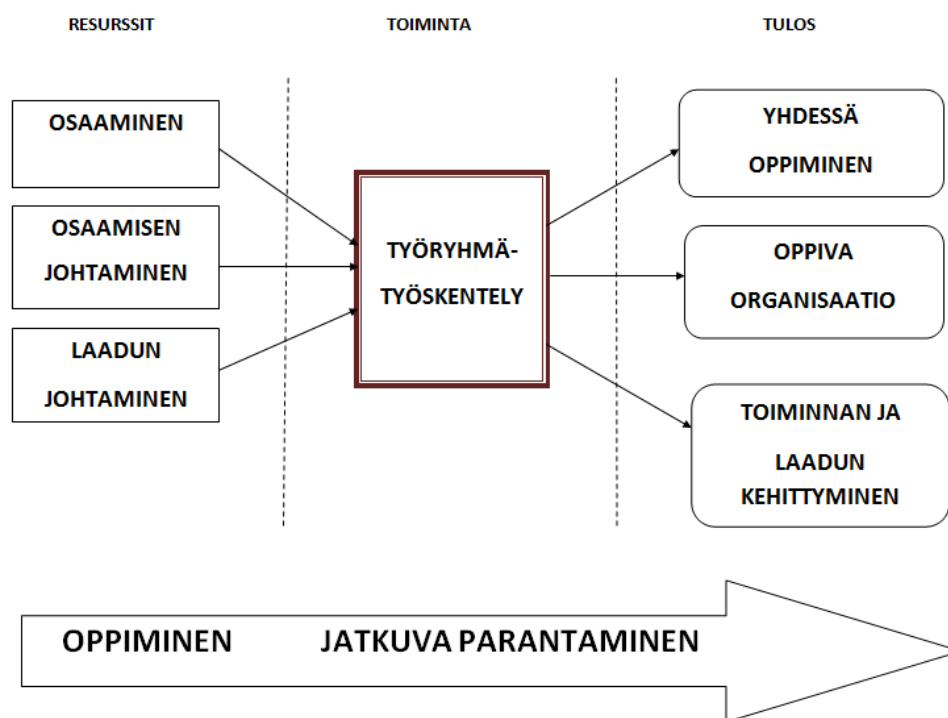 RESURSSIT
TOIMINTA
TULOS
OSAAMINEN
OSAAMISEN
JOHTAMINEN
LAADUN
JOHTAMINEN
TYÖRYHMÄ-
TYÖSKENTELY
YHDESSÄ
OPPIMINEN
OPPIVA
ORGANISAATIO
TOIMINNAN JA
LAADUN
KEHITTYMINEN
OPPIMINEN JATKUVA PARANTAMINEN